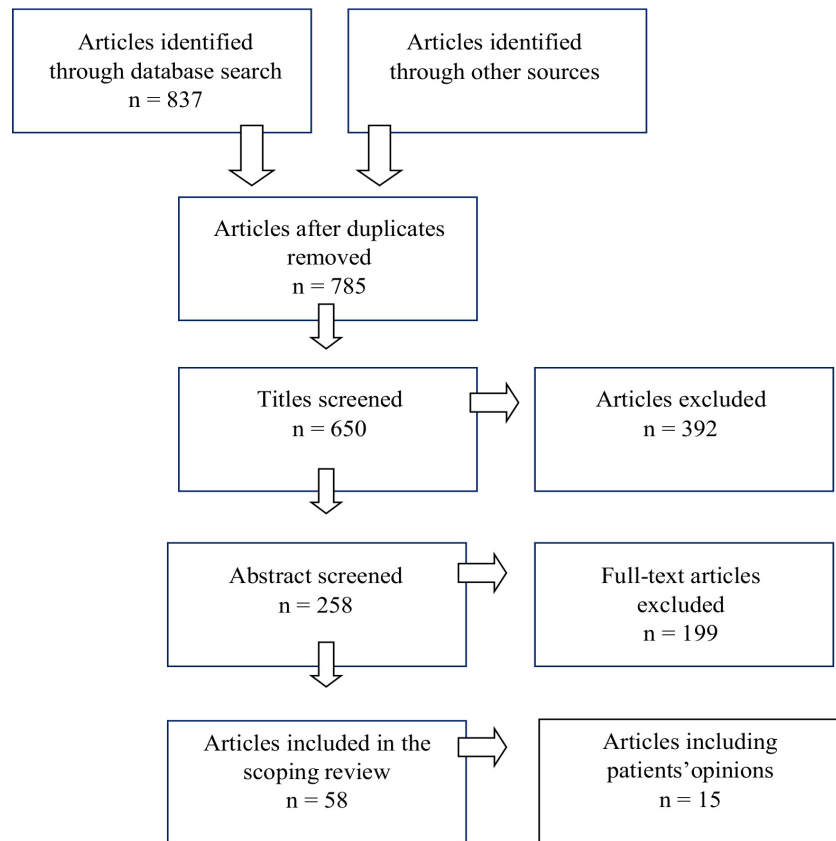 Articles identified
through database search
n = 837
Articles identified
through other sources
Articles after duplicates
removed
n = 785
Titles screened
n = 650
Articles excluded
n = 392
Abstract screened
n = 258
Full-text articles
excluded
n = 199
Articles included in the
scoping review
n = 58
Articles including
patients’opinions
n = 15